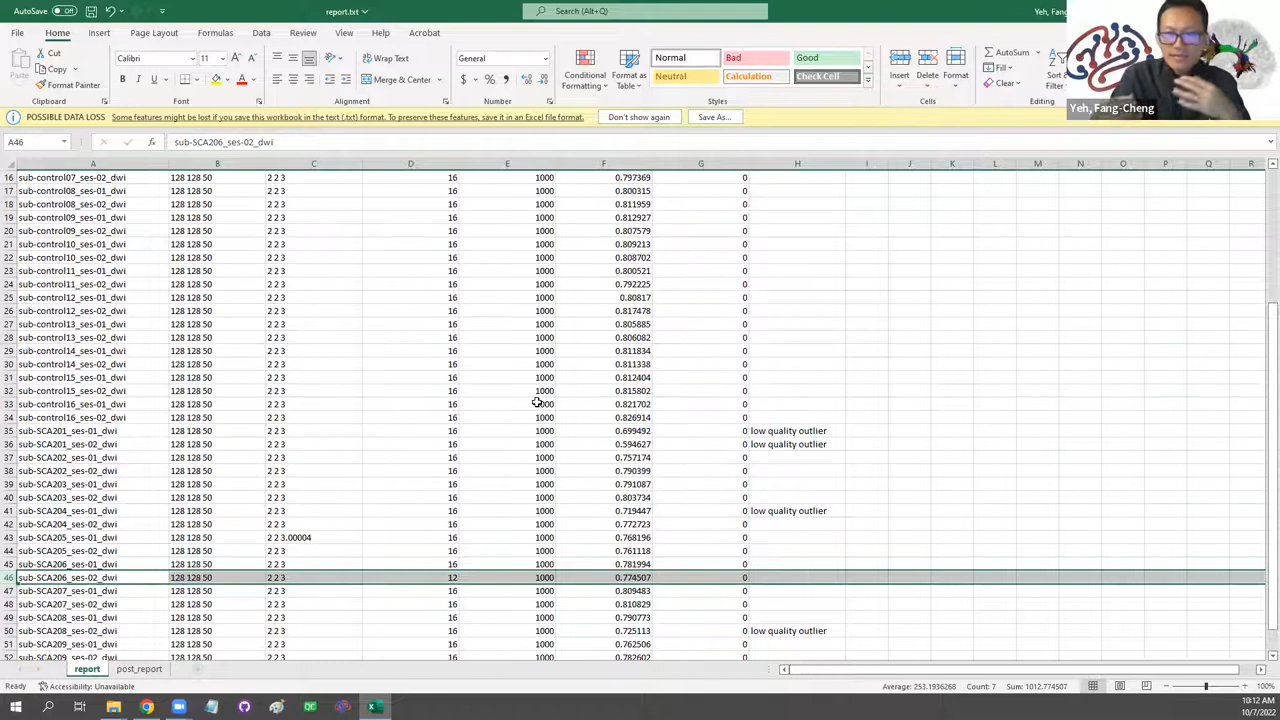 AutoSave Off report.txt Search (Alt+Q) Yeh, Fang
File Home Insert Page Layout Formulas Data Review View Help Acrobat
Cut Copy Format Painter Paste Clipboard
Calibri 11 B I U Font
Wrap Text Merge & Center Alignment
General $ % , Number
Conditional Formatting Format as Table
Normal Bad Good
Neutral Calculation Check Cell
Styles
Insert Delete Format Cells
AutoSum Fill Clear Sort Editing
Yeh, Fang-Cheng
POSSIBLE DATA LOSS Some features might be lost if you save this workbook in the text (.txt) format. To preserve these features, save it in an Excel file format. Don't show again Save As...
A46 fx sub-SCA206_ses-02_dwi
A B C D E F G H I J K L M N O P Q R
16 sub-control07_ses-02_dwi 128 128 50 2 2 3 16 1000 0.797369 0
17 sub-control08_ses-01_dwi 128 128 50 2 2 3 16 1000 0.800315 0
18 sub-control08_ses-02_dwi 128 128 50 2 2 3 16 1000 0.811959 0
19 sub-control09_ses-01_dwi 128 128 50 2 2 3 16 1000 0.812927 0
20 sub-control09_ses-02_dwi 128 128 50 2 2 3 16 1000 0.807579 0
21 sub-control10_ses-01_dwi 128 128 50 2 2 3 16 1000 0.809213 0
22 sub-control10_ses-02_dwi 128 128 50 2 2 3 16 1000 0.808702 0
23 sub-control11_ses-01_dwi 128 128 50 2 2 3 16 1000 0.800521 0
24 sub-control11_ses-02_dwi 128 128 50 2 2 3 16 1000 0.792225 0
25 sub-control12_ses-01_dwi 128 128 50 2 2 3 16 1000 0.80817 0
26 sub-control12_ses-02_dwi 128 128 50 2 2 3 16 1000 0.817478 0
27 sub-control13_ses-01_dwi 128 128 50 2 2 3 16 1000 0.805885 0
28 sub-control13_ses-02_dwi 128 128 50 2 2 3 16 1000 0.806082 0
29 sub-control14_ses-01_dwi 128 128 50 2 2 3 16 1000 0.811834 0
30 sub-control14_ses-02_dwi 128 128 50 2 2 3 16 1000 0.811338 0
31 sub-control15_ses-01_dwi 128 128 50 2 2 3 16 1000 0.812404 0
32 sub-control15_ses-02_dwi 128 128 50 2 2 3 16 1000 0.815802 0
33 sub-control16_ses-01_dwi 128 128 50 2 2 3 16 1000 0.821702 0
34 sub-control16_ses-02_dwi 128 128 50 2 2 3 16 1000 0.826914 0
35 sub-SCA201_ses-01_dwi 128 128 50 2 2 3 16 1000 0.699492 0 low quality outlier
36 sub-SCA201_ses-02_dwi 128 128 50 2 2 3 16 1000 0.594627 0 low quality outlier
37 sub-SCA202_ses-01_dwi 128 128 50 2 2 3 16 1000 0.757174 0
38 sub-SCA202_ses-02_dwi 128 128 50 2 2 3 16 1000 0.790399 0
39 sub-SCA203_ses-01_dwi 128 128 50 2 2 3 16 1000 0.791087 0
40 sub-SCA203_ses-02_dwi 128 128 50 2 2 3 16 1000 0.803734 0
41 sub-SCA204_ses-01_dwi 128 128 50 2 2 3 16 1000 0.719447 0 low quality outlier
42 sub-SCA204_ses-02_dwi 128 128 50 2 2 3 16 1000 0.772723 0
43 sub-SCA205_ses-01_dwi 128 128 50 2 2 3.00004 16 1000 0.768196 0
44 sub-SCA205_ses-02_dwi 128 128 50 2 2 3 16 1000 0.761118 0
45 sub-SCA206_ses-01_dwi 128 128 50 2 2 3 16 1000 0.781994 0
46 sub-SCA206_ses-02_dwi 128 128 50 2 2 3 12 1000 0.774507 0
47 sub-SCA207_ses-01_dwi 128 128 50 2 2 3 16 1000 0.809483 0
48 sub-SCA207_ses-02_dwi 128 128 50 2 2 3 16 1000 0.810829 0
49 sub-SCA208_ses-01_dwi 128 128 50 2 2 3 16 1000 0.790773 0
50 sub-SCA208_ses-02_dwi 128 128 50 2 2 3 16 1000 0.725113 0 low quality outlier
51 sub-SCA209_ses-01_dwi 128 128 50 2 2 3 16 1000 0.762506 0
52 sub-SCA209_ses-02_dwi 128 128 50 2 2 3 16 1000 0.782602 0
report post_report
Ready Accessibility: Unavailable Average: 253.1936268 Count: 7 Sum: 1012.774507 100%
QC
10:12 AM
10/7/2022